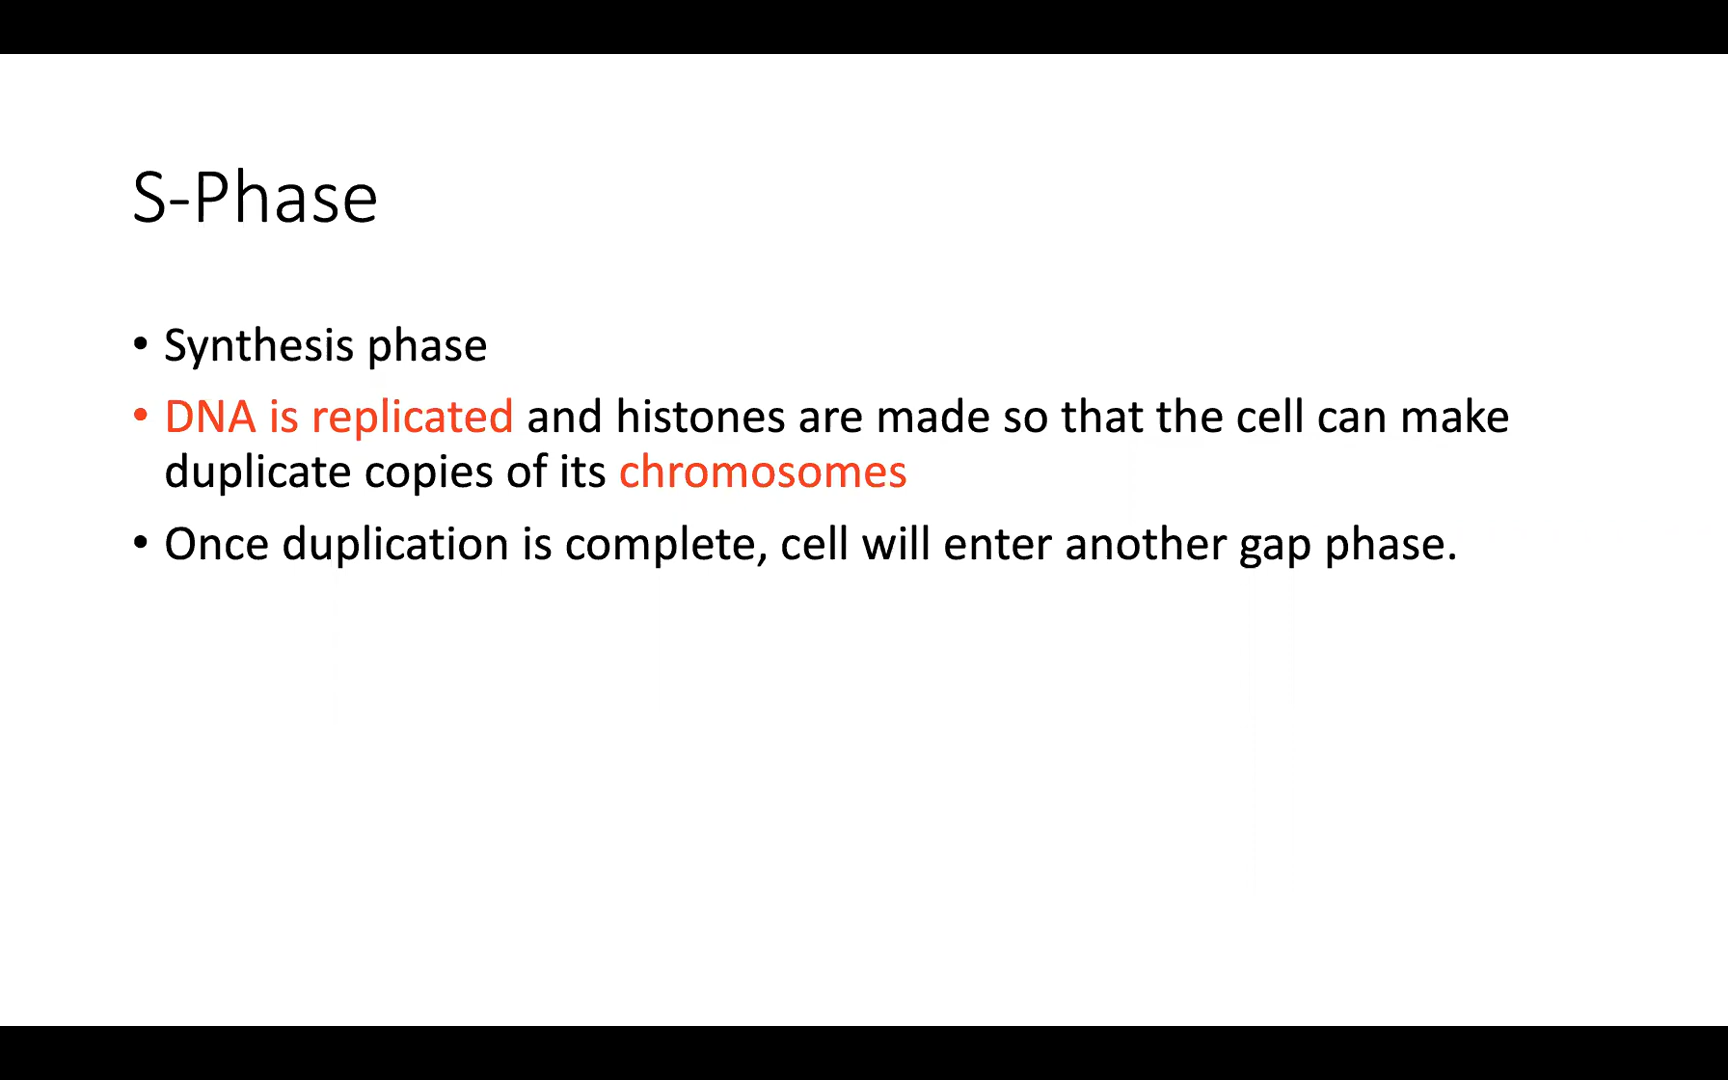 S-Phase
• Synthesis phase
• DNA is replicated and histones are made so that the cell can make
duplicate copies of its chromosomes
• Once duplication is complete, cell will enter another gap phase.